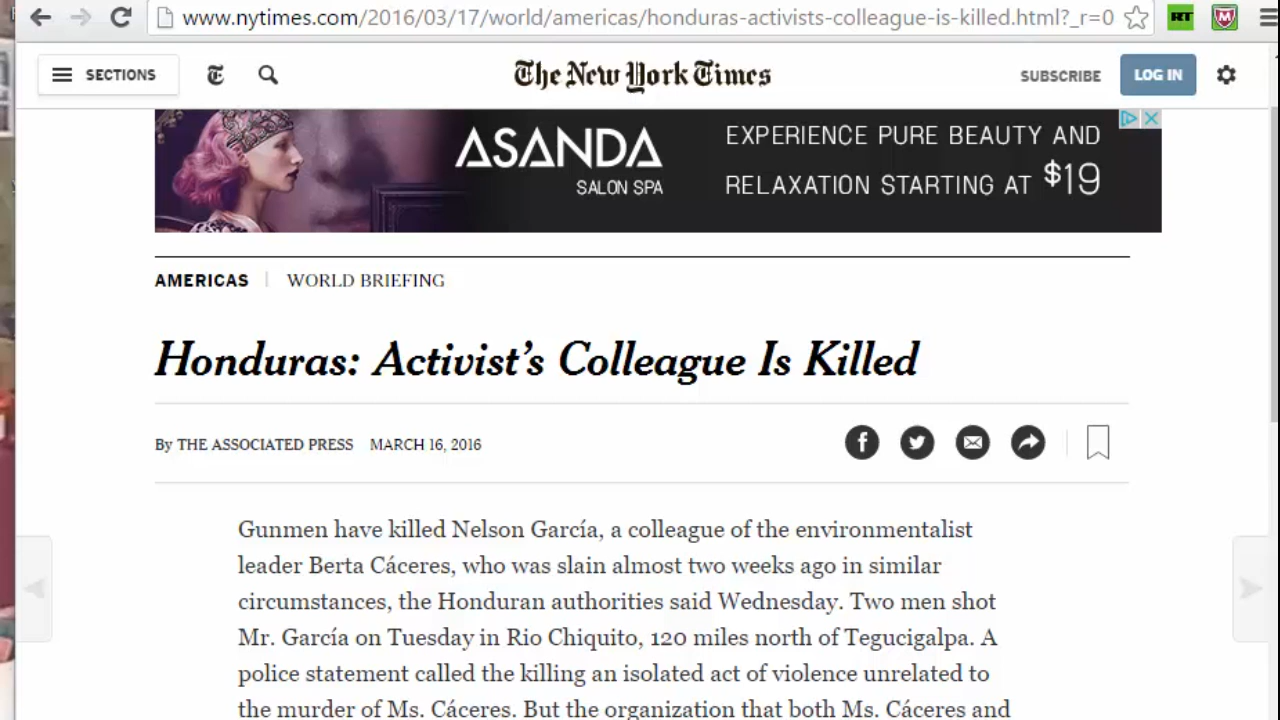 www.nytimes.com/2016/03/17/world/americas/honduras-activists-colleague-is-killed.html?_r=0
RT
M
SECTIONS
The New York Times
SUBSCRIBE
LOG IN
ASANDA
SALON SPA
EXPERIENCE PURE BEAUTY AND
RELAXATION STARTING AT $19
AMERICAS | WORLD BRIEFING
Honduras: Activist’s Colleague Is Killed
By THE ASSOCIATED PRESS MARCH 16, 2016
Gunmen have killed Nelson García, a colleague of the environmentalist
leader Berta Cáceres, who was slain almost two weeks ago in similar
circumstances, the Honduran authorities said Wednesday. Two men shot
Mr. García on Tuesday in Rio Chiquito, 120 miles north of Tegucigalpa. A
police statement called the killing an isolated act of violence unrelated to
the murder of Ms. Cáceres. But the organization that both Ms. Cáceres and